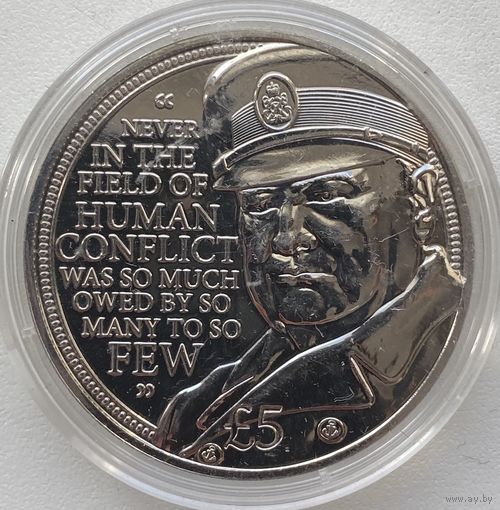 “
NEVER
IN THE
FIELD OF
HUMAN
CONFLICT
WAS SO MUCH
OWED BY SO
MANY TO SO
FEW
”
£5
www.ay.by